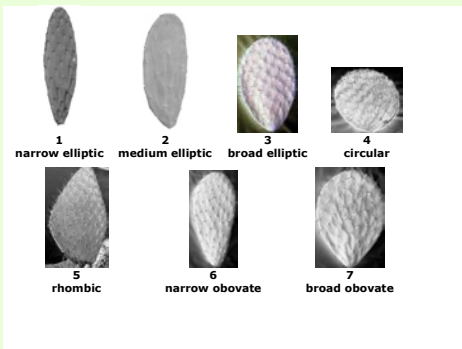 1
narrow elliptic
2
medium elliptic
3
broad elliptic
4
circular
5
rhombic
6
narrow obovate
7
broad obovate